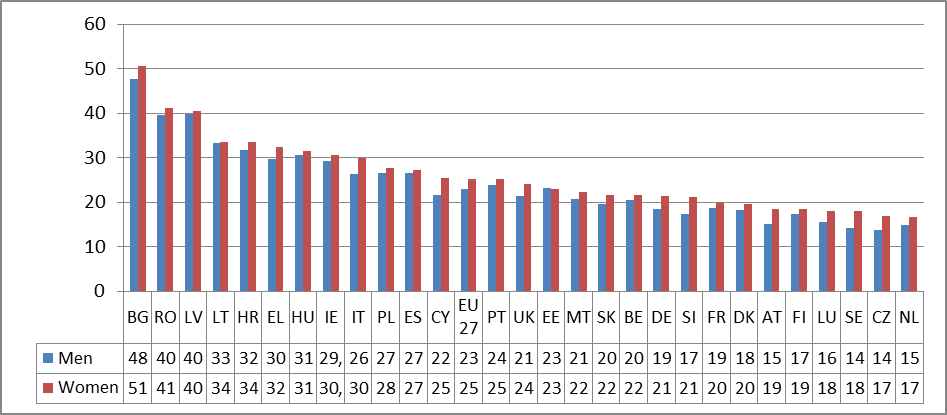 60
50
40
30
20
10
0
BG RO LV LT HR EL HU IE IT PL ES CY EU 27 PT UK EE MT SK BE DE SI FR DK AT FI LU SE CZ NL
Men 48 40 40 33 32 30 31 29, 26 27 27 22 23 24 21 23 21 20 20 19 17 19 18 15 17 16 14 14 15
Women 51 41 40 34 34 32 31 30, 30 28 27 25 25 25 24 23 22 22 22 21 21 20 20 19 19 18 18 17 17